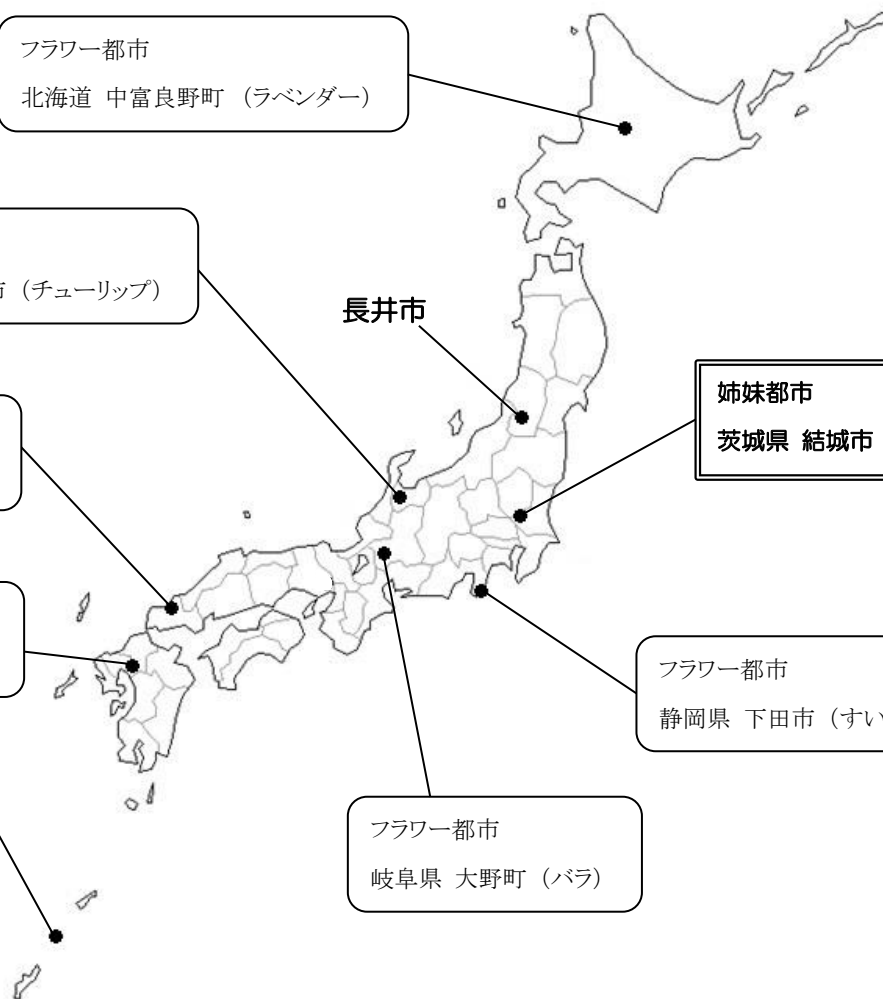 フラワー都市
北海道 中富良野町 （ラベンダー）
（チューリップ）
長井市
姉妹都市
茨城県 結城市
フラワー都市
静岡県 下田市 （すい
フラワー都市
岐阜県 大野町 （バラ）